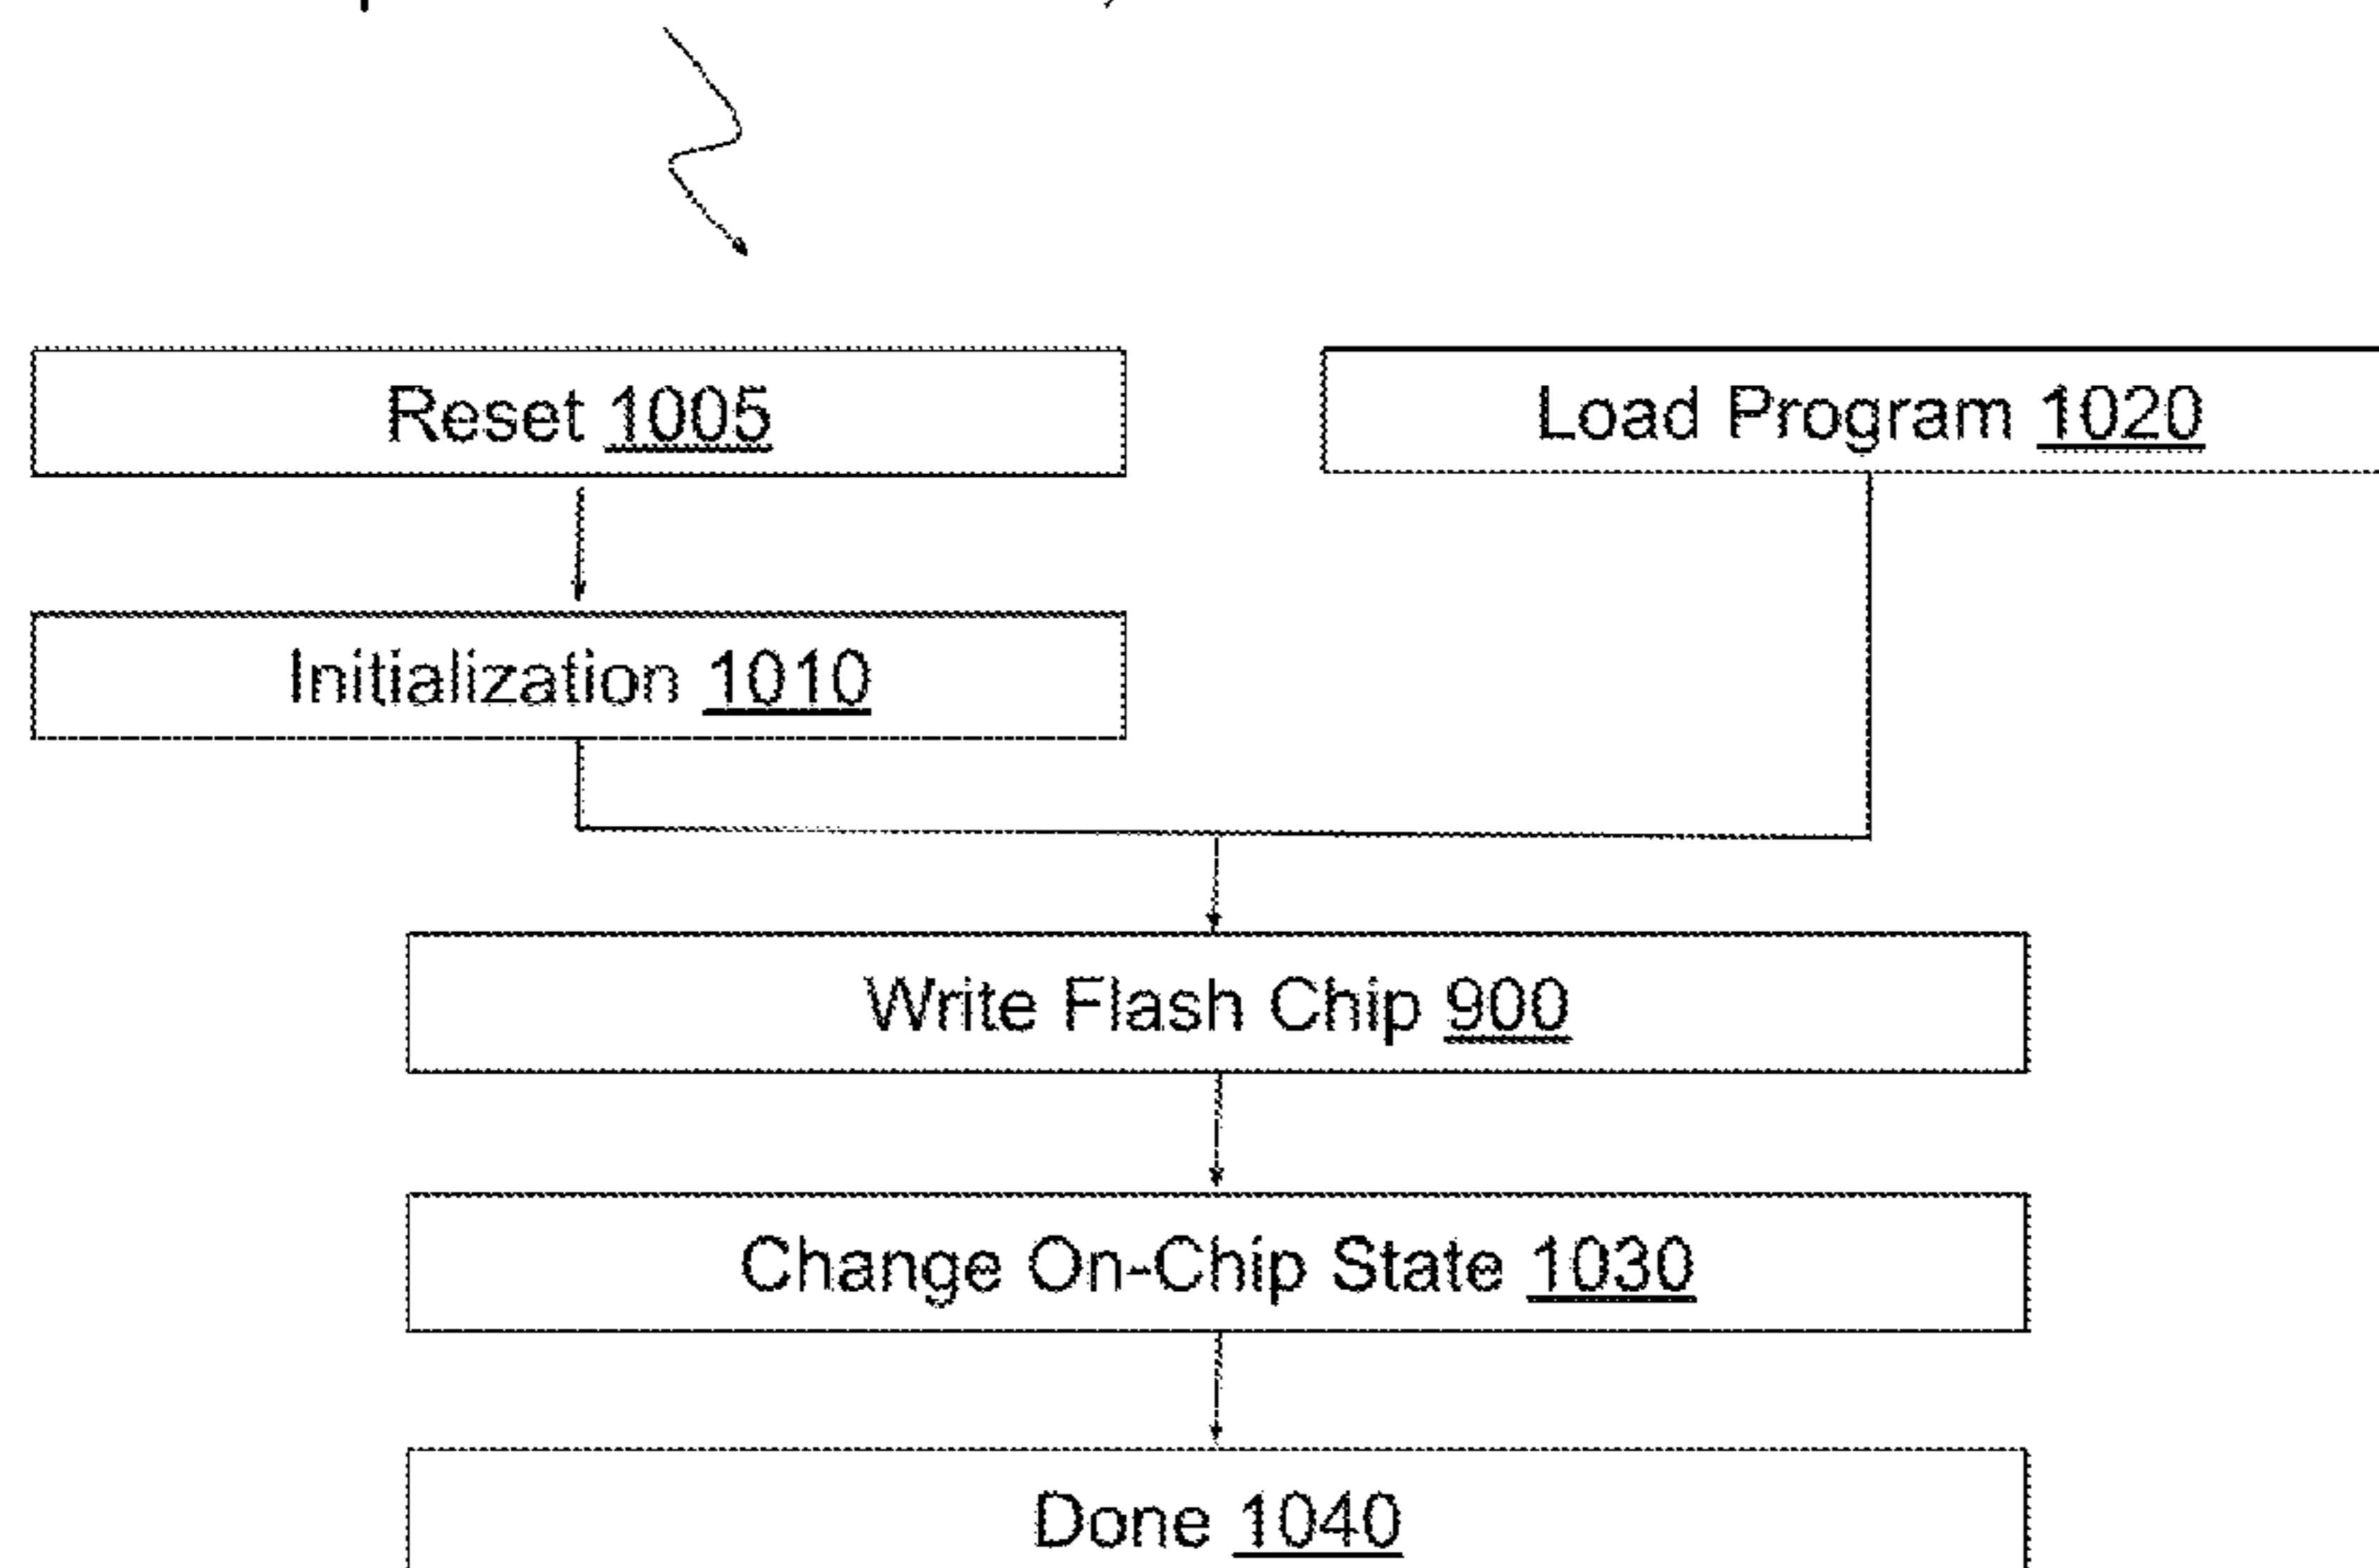 Reset 1005
Load Program 1020
Initialization 1010
Write Flash Chip 900
Change On-Chip State 1030
Done 1040